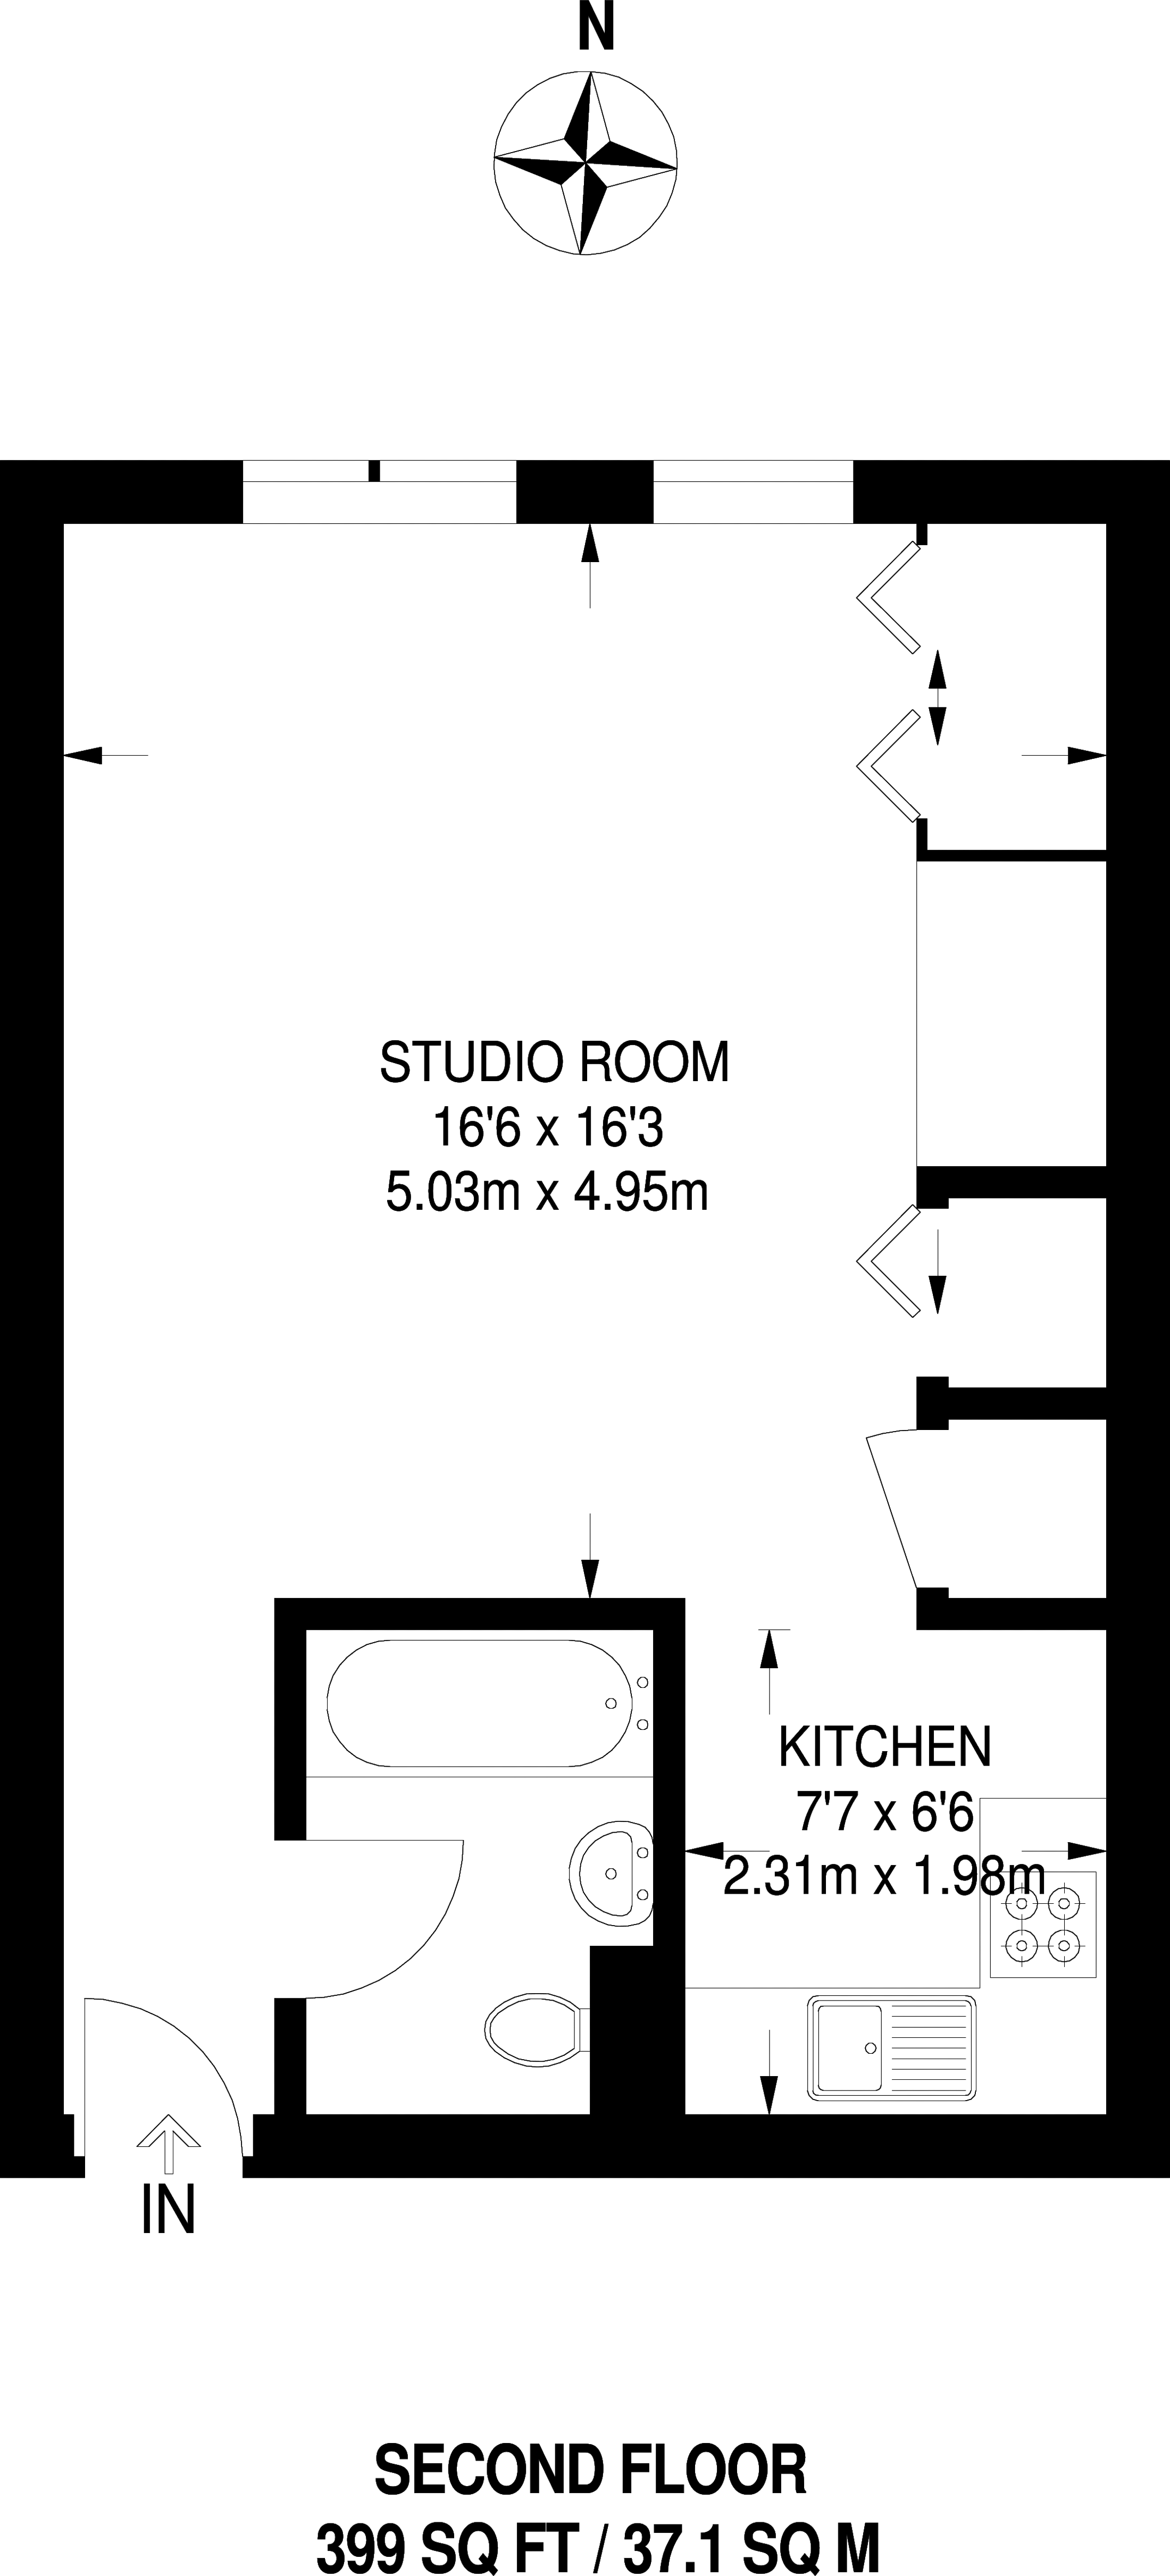 N
STUDIO ROOM
16'6 x 16'3
5.03m x 4.95m
KITCHEN
7'7 x 6'6
2.31m x 1.98m
IN
SECOND FLOOR
399 SQ FT / 37.1 SQ M